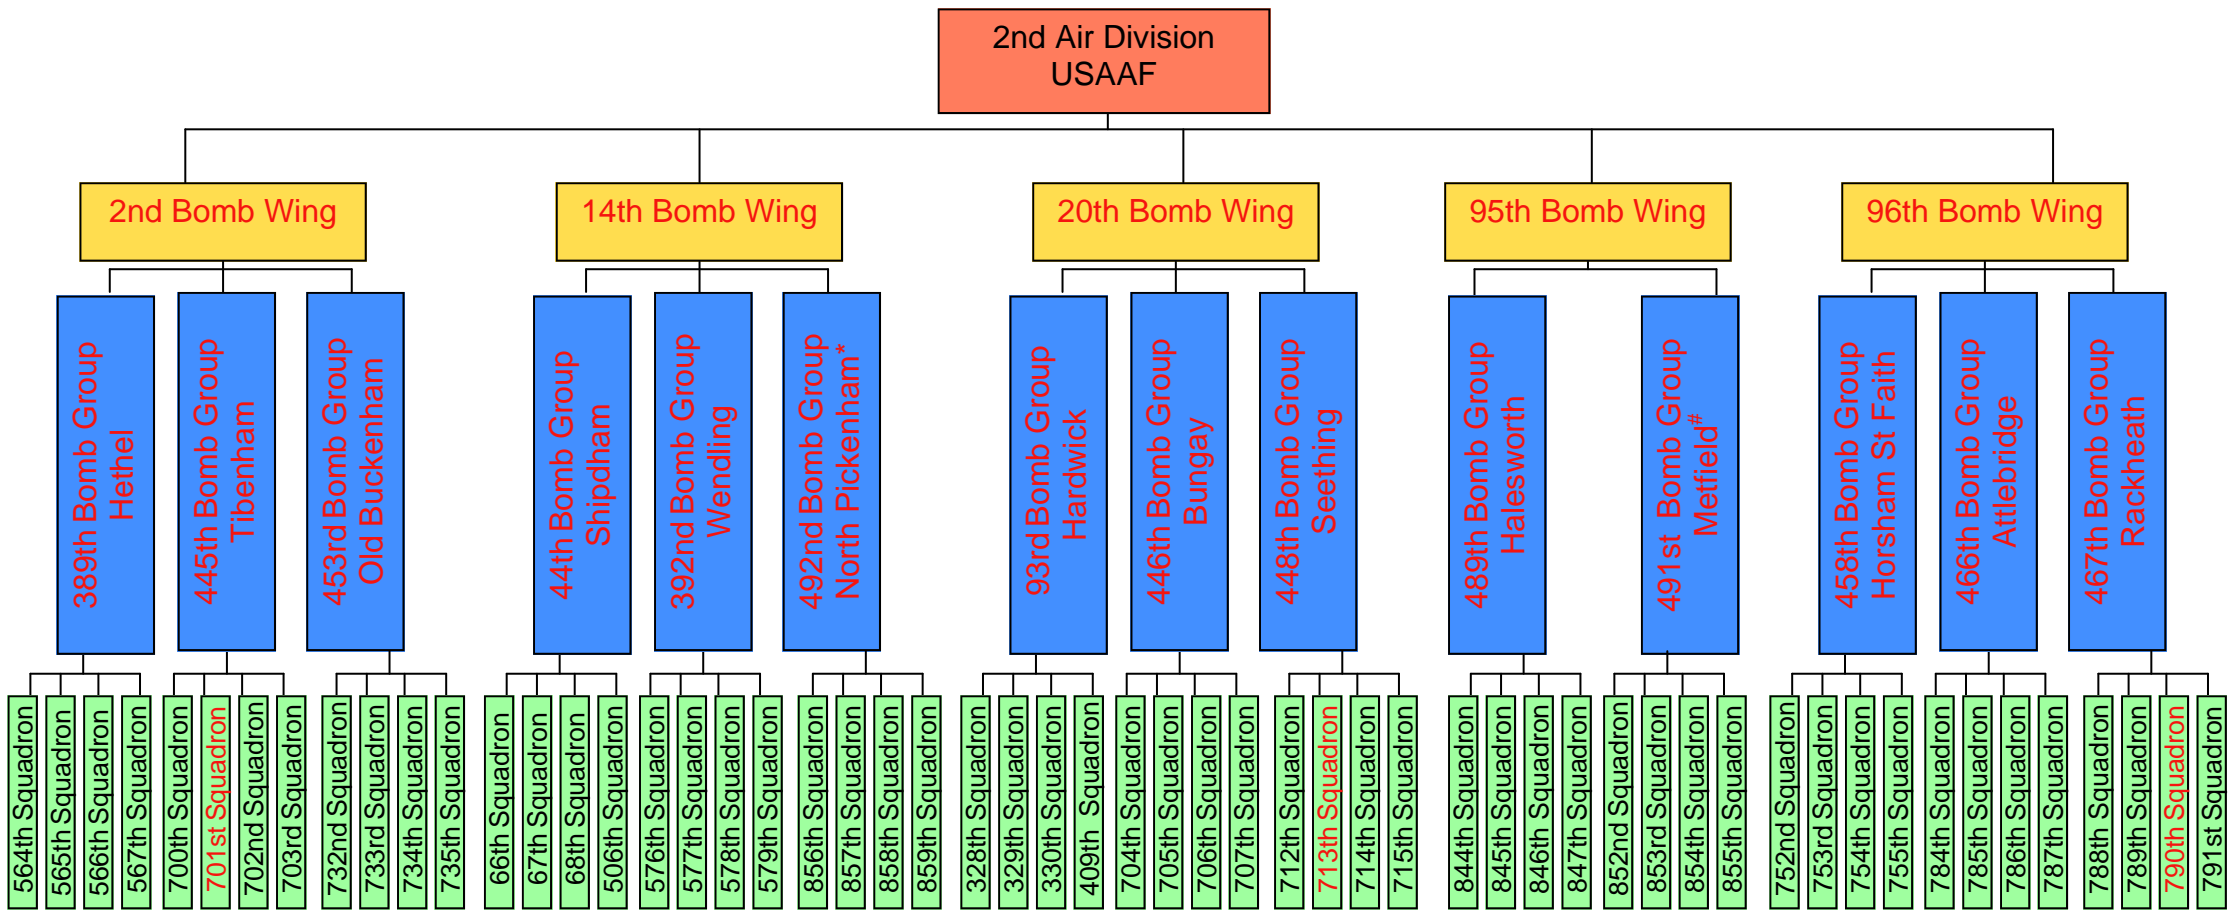 2nd Air Division
USAAF
2nd Bomb Wing
14th Bomb Wing
20th Bomb Wing
95th Bomb Wing
96th Bomb Wing
389th Bomb Group
Hethel
445th Bomb Group
Tibenham
453rd Bomb Group
Old Buckenham
44th Bomb Group
Shipdham
392nd Bomb Group
Wendling
492nd Bomb Group
North Pickenham*
93rd Bomb Group
Hardwick
446th Bomb Group
Bungay
448th Bomb Group
Seething
489th Bomb Group
Halesworth
491st Bomb Group
Metfield#
458th Bomb Group
Horsham St Faith
466th Bomb Group
Attlebridge
467th Bomb Group
Rackheath
564th Squadron
565th Squadron
566th Squadron
567th Squadron
700th Squadron
701st Squadron
702nd Squadron
703rd Squadron
732nd Squadron
733rd Squadron
734th Squadron
735th Squadron
66th Squadron
67th Squadron
68th Squadron
506th Squadron
576th Squadron
577th Squadron
578th Squadron
579th Squadron
856th Squadron
857th Squadron
858th Squadron
859th Squadron
328th Squadron
329th Squadron
330th Squadron
409th Squadron
704th Squadron
705th Squadron
706th Squadron
707th Squadron
712th Squadron
713th Squadron
714th Squadron
715th Squadron
844th Squadron
845th Squadron
846th Squadron
847th Squadron
852nd Squadron
853rd Squadron
854th Squadron
855th Squadron
752nd Squadron
753rd Squadron
754th Squadron
755th Squadron
784th Squadron
785th Squadron
786th Squadron
787th Squadron
788th Squadron
789th Squadron
790th Squadron
791st Squadron